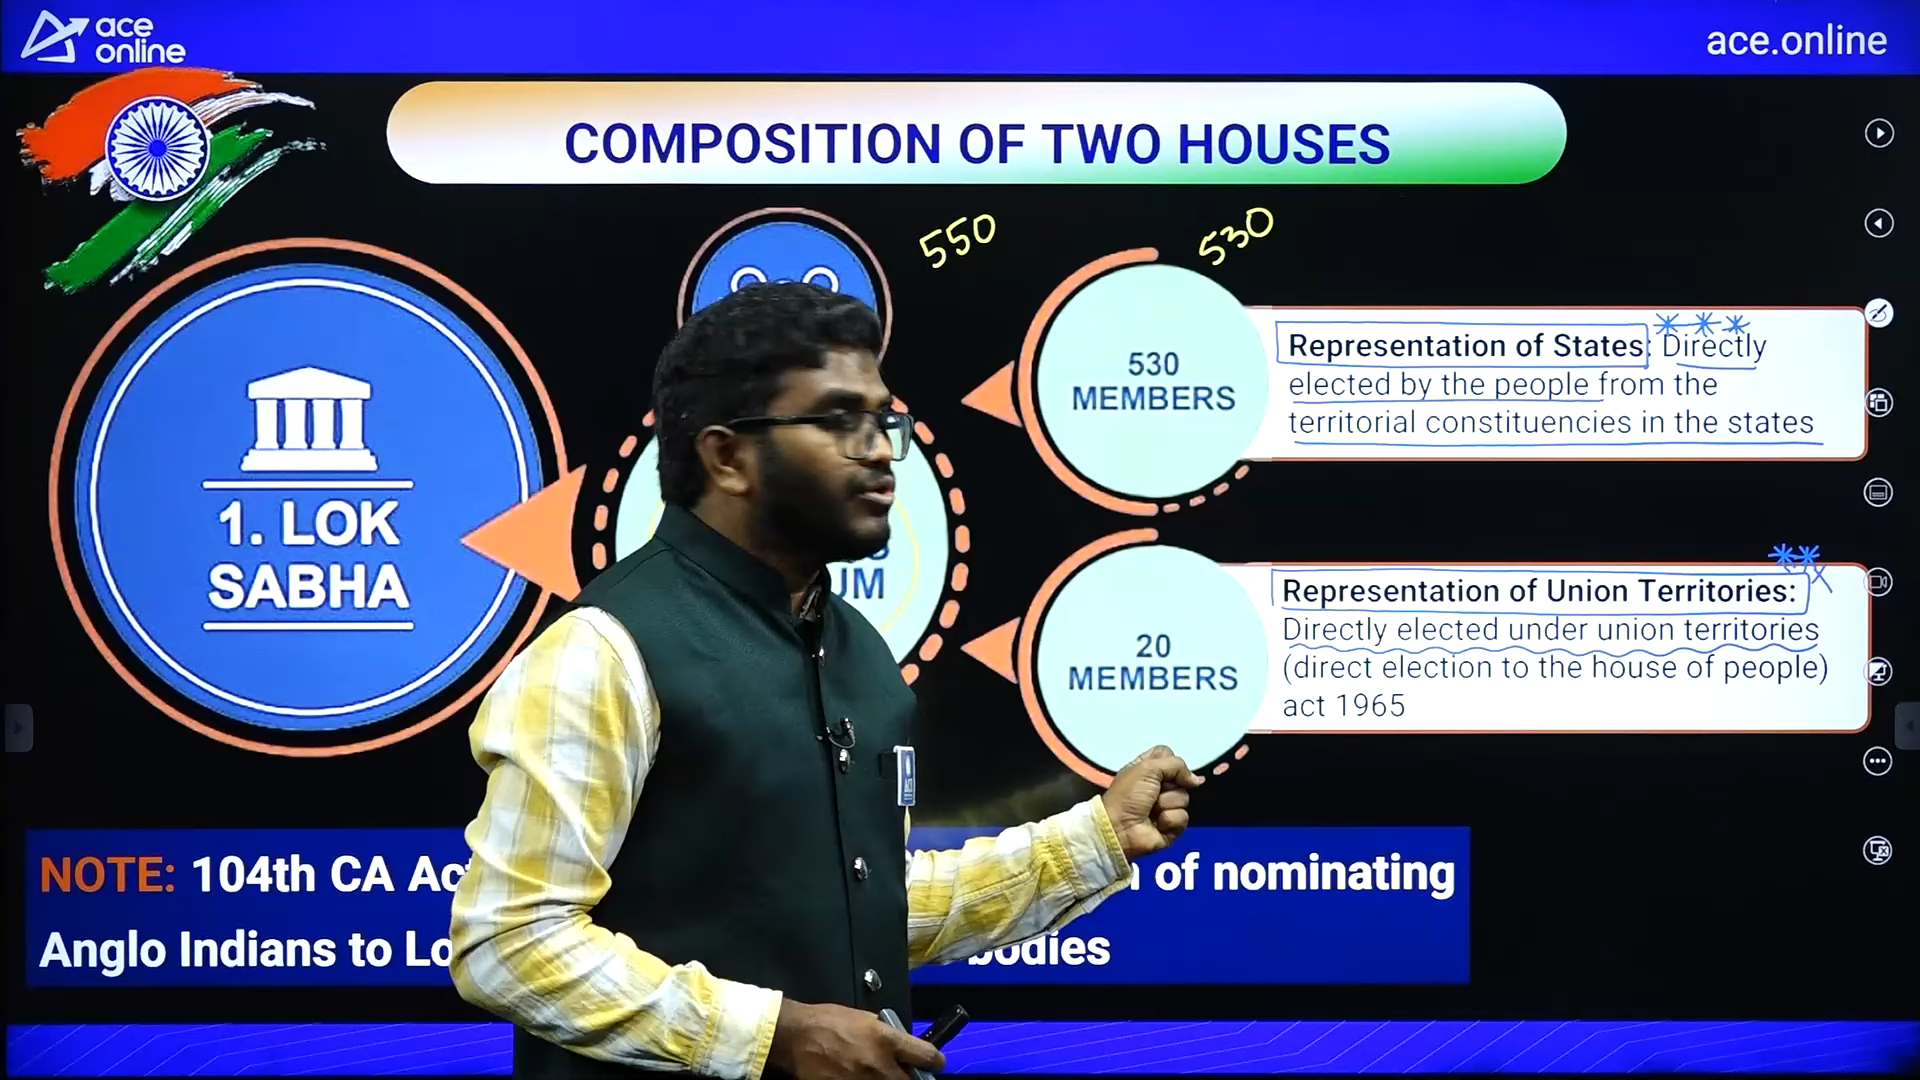 ace
online
ace.online
COMPOSITION OF TWO HOUSES
550
530
530
MEMBERS
Representation of States: Directly
elected by the people from the
territorial constituencies in the states
1. LOK
SABHA
UM
20
MEMBERS
Representation of Union Territories:
Directly elected under union territories
(direct election to the house of people)
act 1965
NOTE: 104th CA Ac
of nominating
Anglo Indians to Lo
bodies